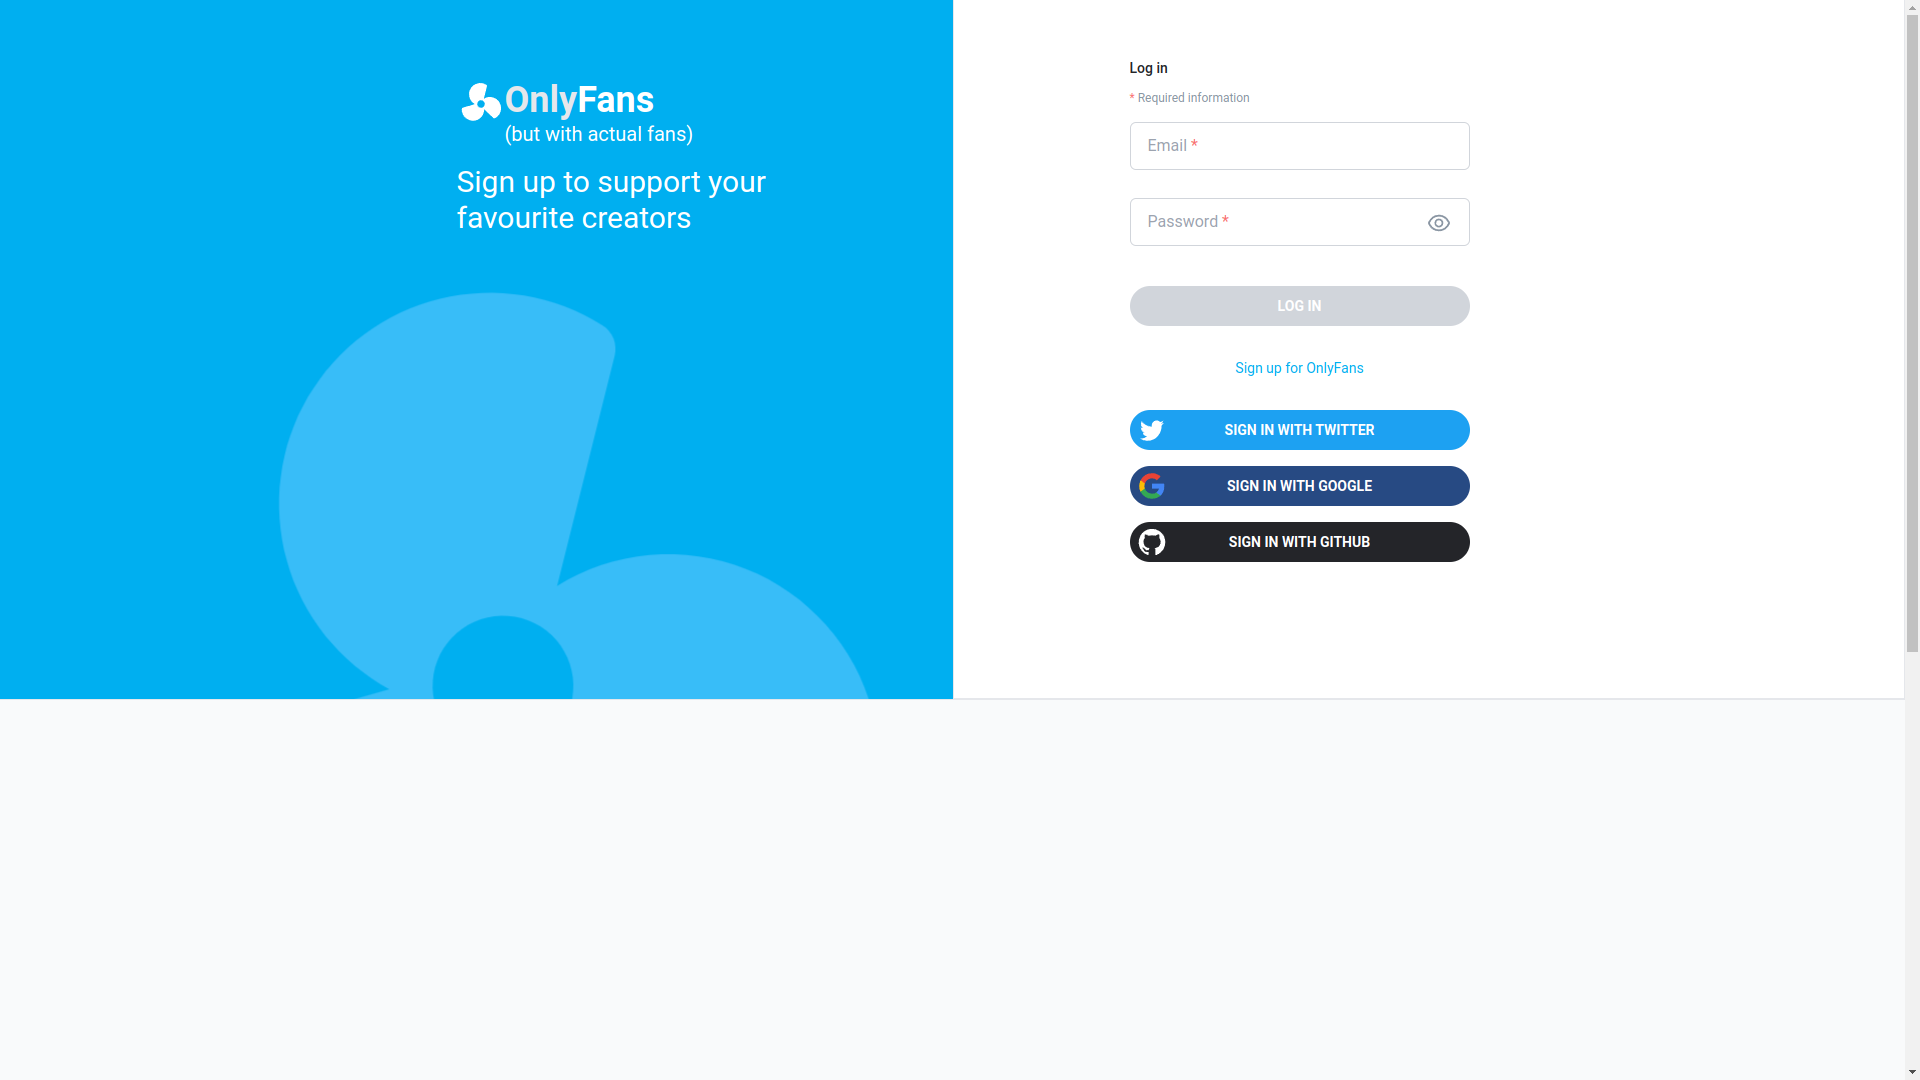 OnlyFans
(but with actual fans)
Sign up to support your
favourite creators
Log in
* Required information
Email *
Password *
LOG IN
Sign up for OnlyFans
SIGN IN WITH TWITTER
SIGN IN WITH GOOGLE
SIGN IN WITH GITHUB